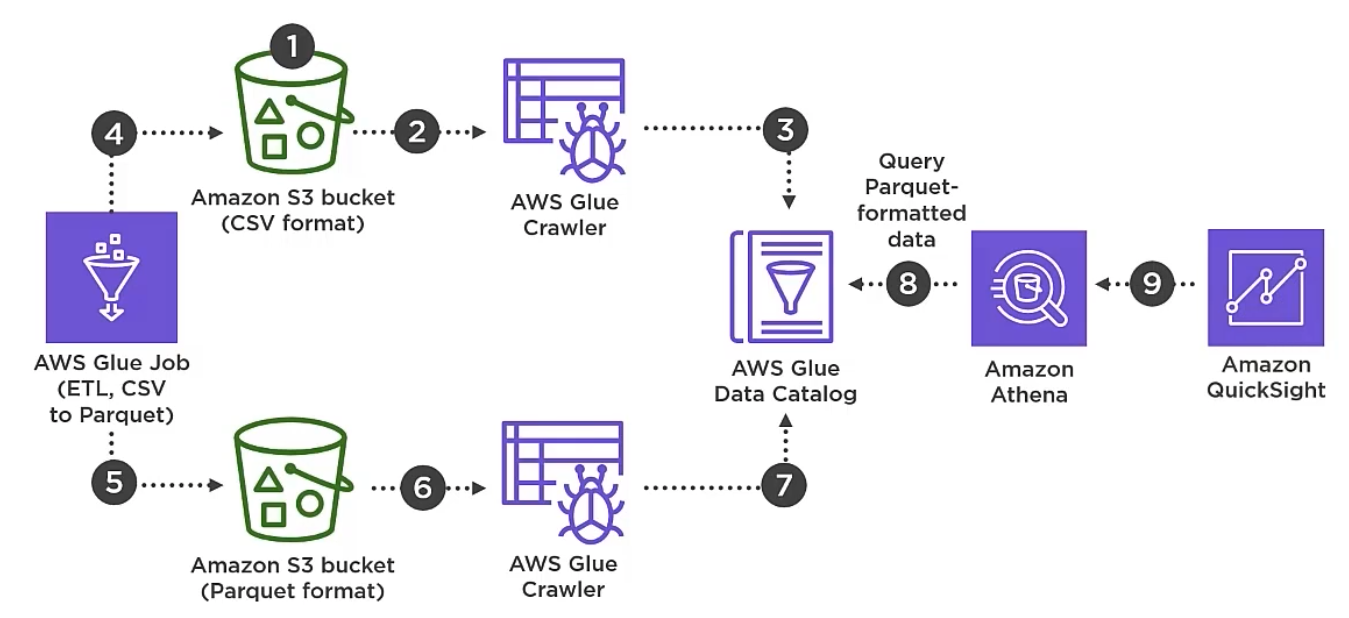 1
4
2
3
Amazon S3 bucket
(CSV format)
AWS Glue
Crawler
Query
Parquet-
formatted
data
8
9
AWS Glue Job
(ETL, CSV
to Parquet)
AWS Glue
Data Catalog
Amazon
Athena
Amazon
QuickSight
5
6
7
Amazon S3 bucket
(Parquet format)
AWS Glue
Crawler